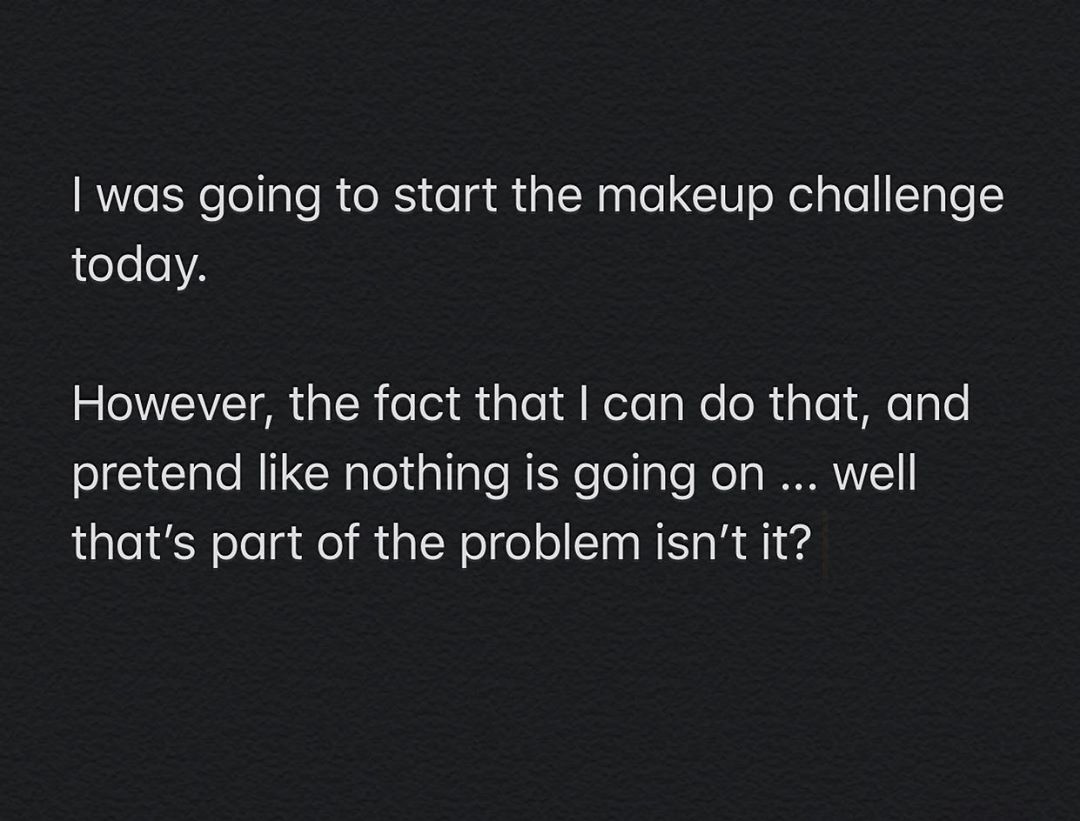 I was going to start the makeup challenge
today.
However, the fact that I can do that, and
pretend like nothing is going on ... well
that’s part of the problem isn’t it?